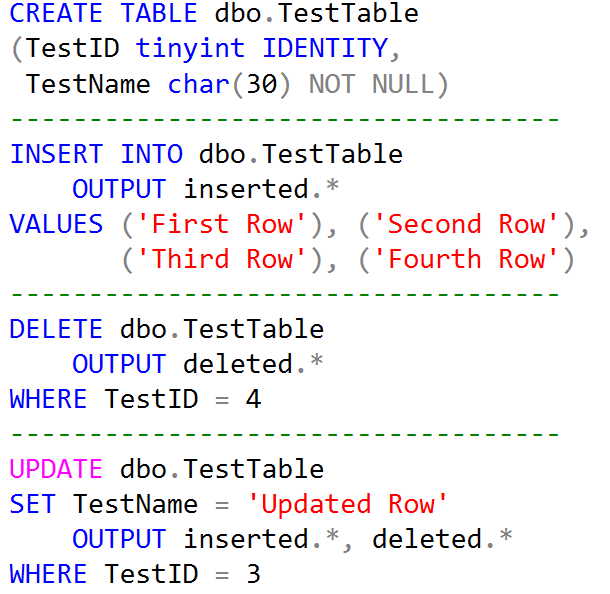 CREATE TABLE dbo.TestTable
(TestID tinyint IDENTITY,
 TestName char(30) NOT NULL)
-----------------------------------
INSERT INTO dbo.TestTable
    OUTPUT inserted.*
VALUES ('First Row'), ('Second Row'),
       ('Third Row'), ('Fourth Row')
-----------------------------------
DELETE dbo.TestTable
    OUTPUT deleted.*
WHERE TestID = 4
-----------------------------------
UPDATE dbo.TestTable
SET TestName = 'Updated Row'
    OUTPUT inserted.*, deleted.*
WHERE TestID = 3